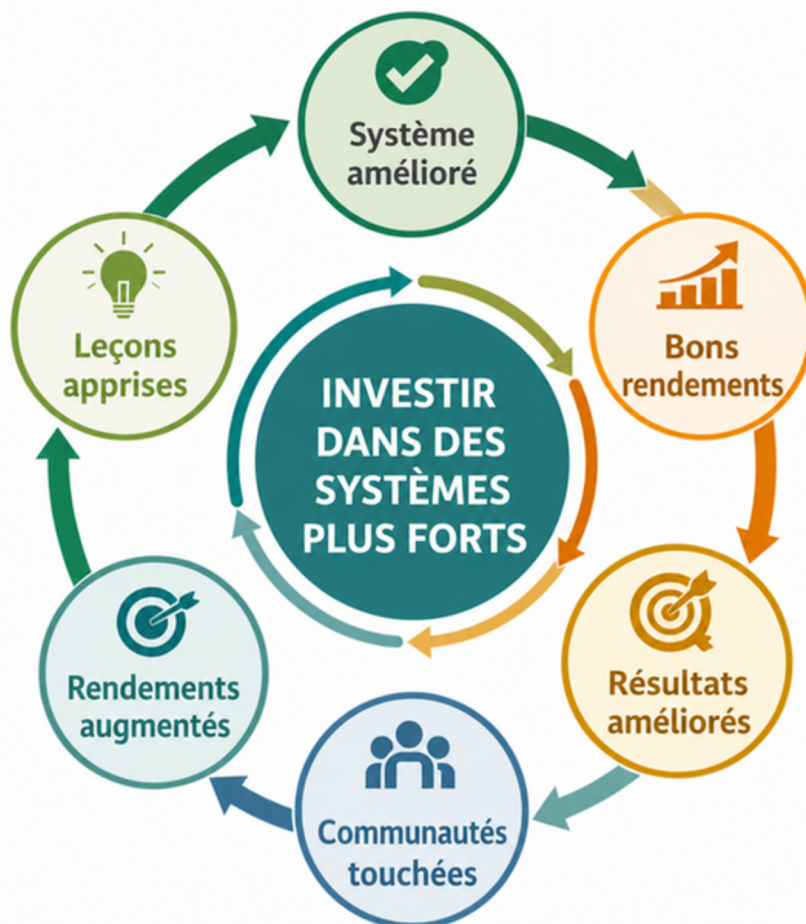 Système
amélioré
Bons
rendements
Résultats
améliorés
Communautés
touchées
Rendements
augmentés
Leçons
apprises
INVESTIR
DANS DES
SYSTÈMES
PLUS FORTS